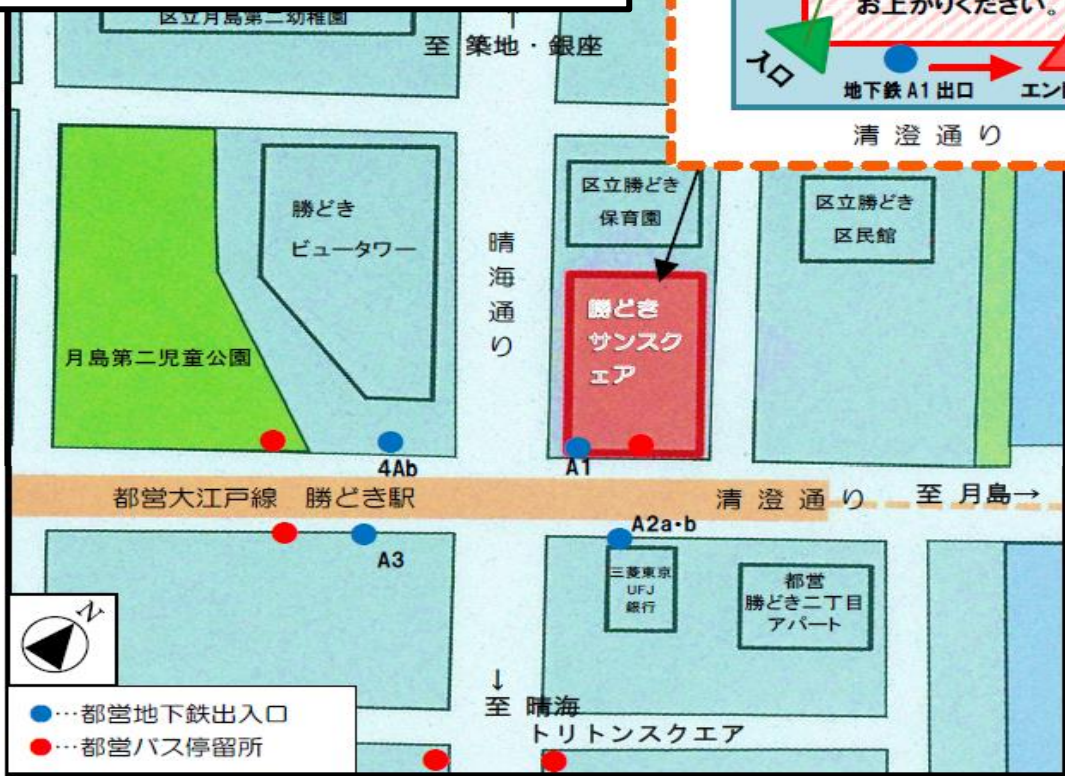 区立月島第二幼稚園
↑
至 築地・銀座
お上がりください。
入口
地下鉄 A1 出口
エン
清澄通り
勝どき
ビュータワー
晴海通り
区立勝どき
保育園
区立勝どき
区民館
勝どき
サンスク
ェア
月島第二児童公園
4Ab
A1
都営大江戸線 勝どき駅
清澄通り
至 月島→
A3
A2a・b
三菱東京
UFJ
銀行
都営
勝どき二丁目
アパート
N
↓
至 晴海
トリトンスクエア
●…都営地下鉄出入口
●…都営バス停留所